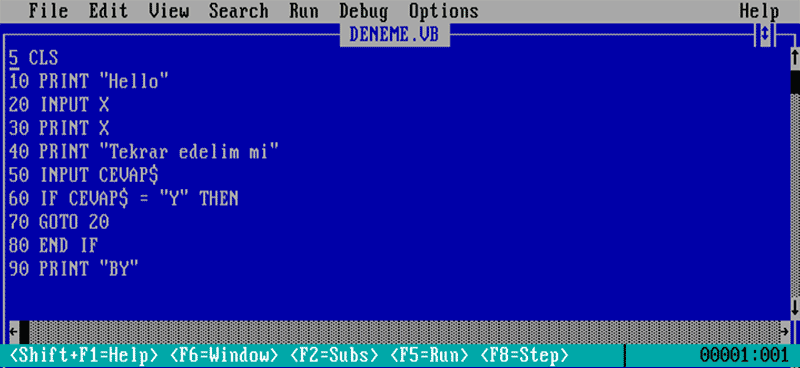 File Edit View Search Run Debug Options Help
DENEME.VB
5 CLS
10 PRINT "Hello"
20 INPUT X
30 PRINT X
40 PRINT "Tekrar edelim mi"
50 INPUT CEVAP$
60 IF CEVAP$ = "Y" THEN
70 GOTO 20
80 END IF
90 PRINT "BY"
<Shift+F1=Help> <F6=Window> <F2=Subs> <F5=Run> <F8=Step> 00001:001